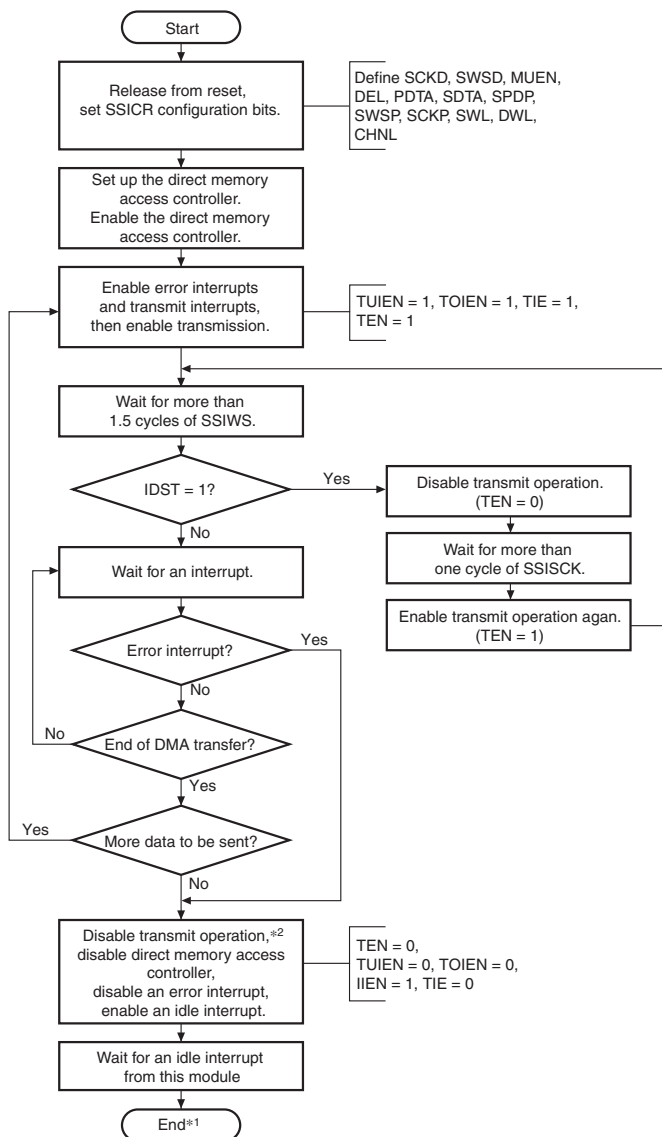 Start
Release from reset,
set SSICR configuration bits.
Define SCKD, SWSD, MUEN,
DEL, PDTA, SDTA, SPDP,
SWSP, SCKP, SWL, DWL,
CHNL
Set up the direct memory
access controller.
Enable the direct memory
access controller.
Enable error interrupts
and transmit interrupts,
then enable transmission.
TUIEN = 1, TOIEN = 1, TIE = 1,
TEN = 1
Wait for more than
1.5 cycles of SSIWS.
IDST = 1?
Yes
No
Disable transmit operation.
(TEN = 0)
Wait for more than
one cycle of SSISCK.
Enable transmit operation agan.
(TEN = 1)
Wait for an interrupt.
Error interrupt?
Yes
No
End of DMA transfer?
No
Yes
More data to be sent?
Yes
No
Disable transmit operation,*2
disable direct memory access
controller,
disable an error interrupt,
enable an idle interrupt.
TEN = 0,
TUIEN = 0, TOIEN = 0,
IIEN = 1, TIE = 0
Wait for an idle interrupt
from this module
End*1